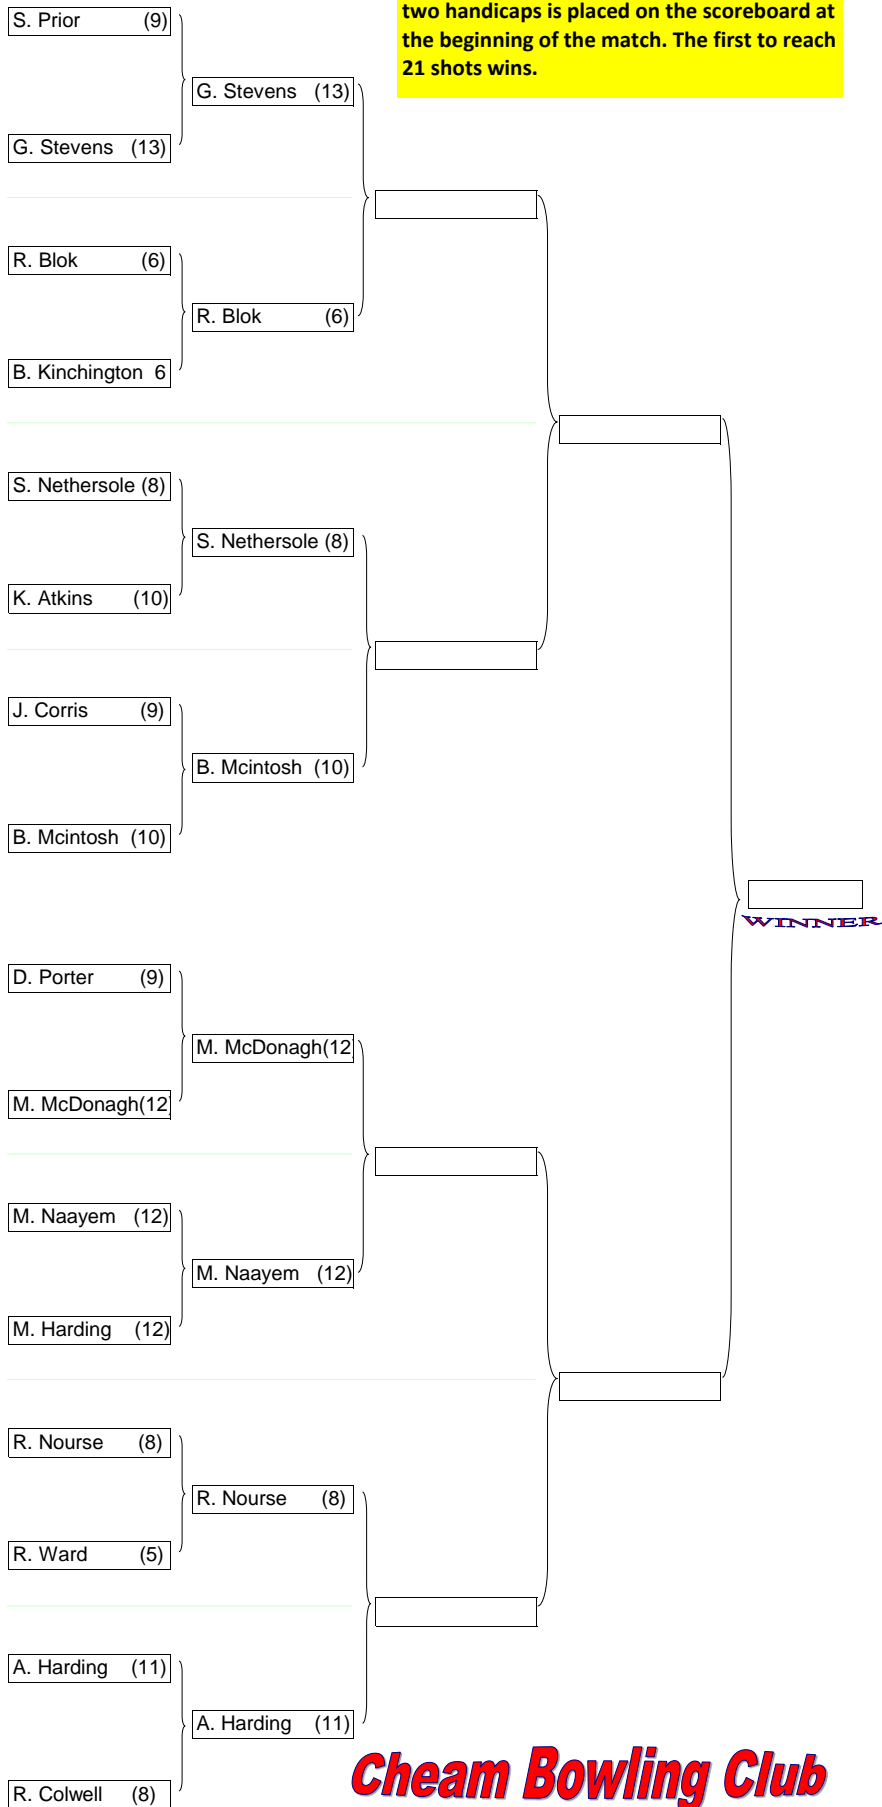 two handicaps is placed on the scoreboard at
the beginning of the match. The first to reach
21 shots wins.
S. Prior (9)
G. Stevens (13)
G. Stevens (13)
R. Blok (6)
R. Blok (6)
B. Kinchington 6
S. Nethersole (8)
S. Nethersole (8)
K. Atkins (10)
J. Corris (9)
B. Mcintosh (10)
B. Mcintosh (10)
WINNER
D. Porter (9)
M. McDonagh(12)
M. McDonagh(12)
M. Naayem (12)
M. Naayem (12)
M. Harding (12)
R. Nourse (8)
R. Nourse (8)
R. Ward (5)
A. Harding (11)
A. Harding (11)
R. Colwell (8)
Cheam Bowling Club